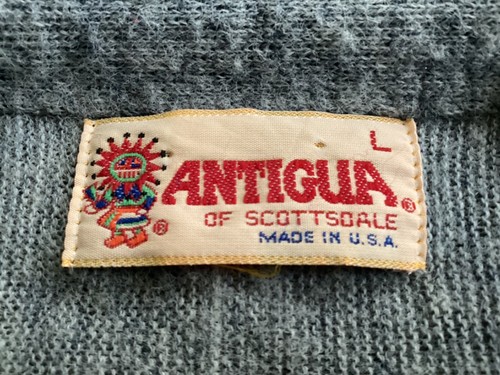 L
ANTIGUA®
®
OF SCOTTSDALE
MADE IN U.S.A.